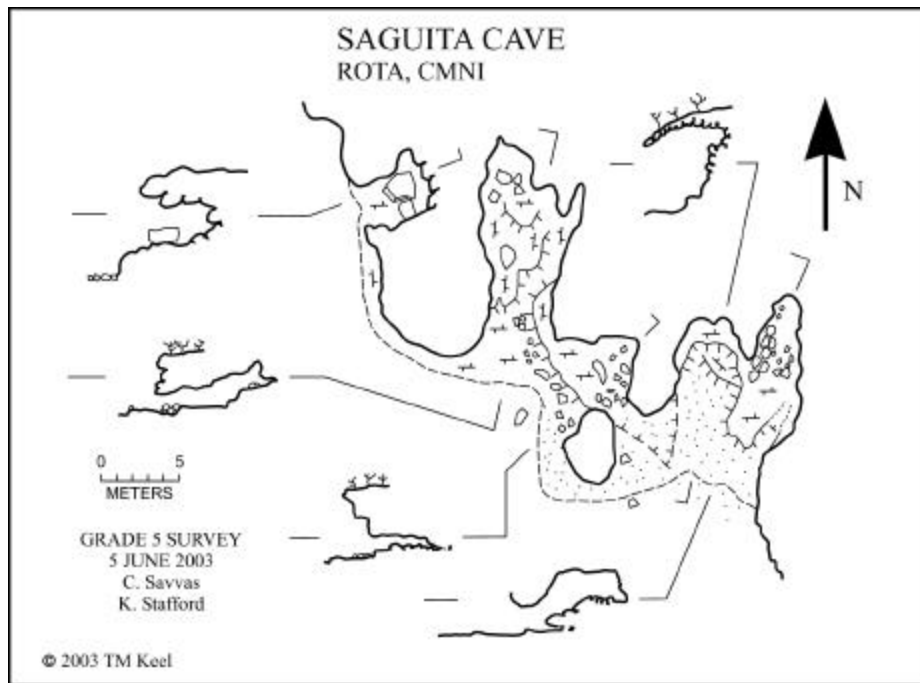 SAGUITA CAVE
ROTA, CMNI
N
0 5
METERS
GRADE 5 SURVEY
5 JUNE 2003
C. Savvas
K. Stafford
© 2003 TM Keel